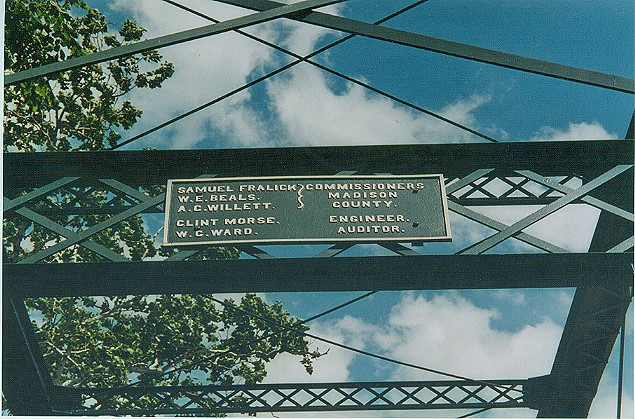 SAMUEL FRALICK } COMMISSIONERS
W.E.BEALS. MADISON
A.C.WILLETT. COUNTY.
CLINT MORSE. ENGINEER.
W.C.WARD. AUDITOR.